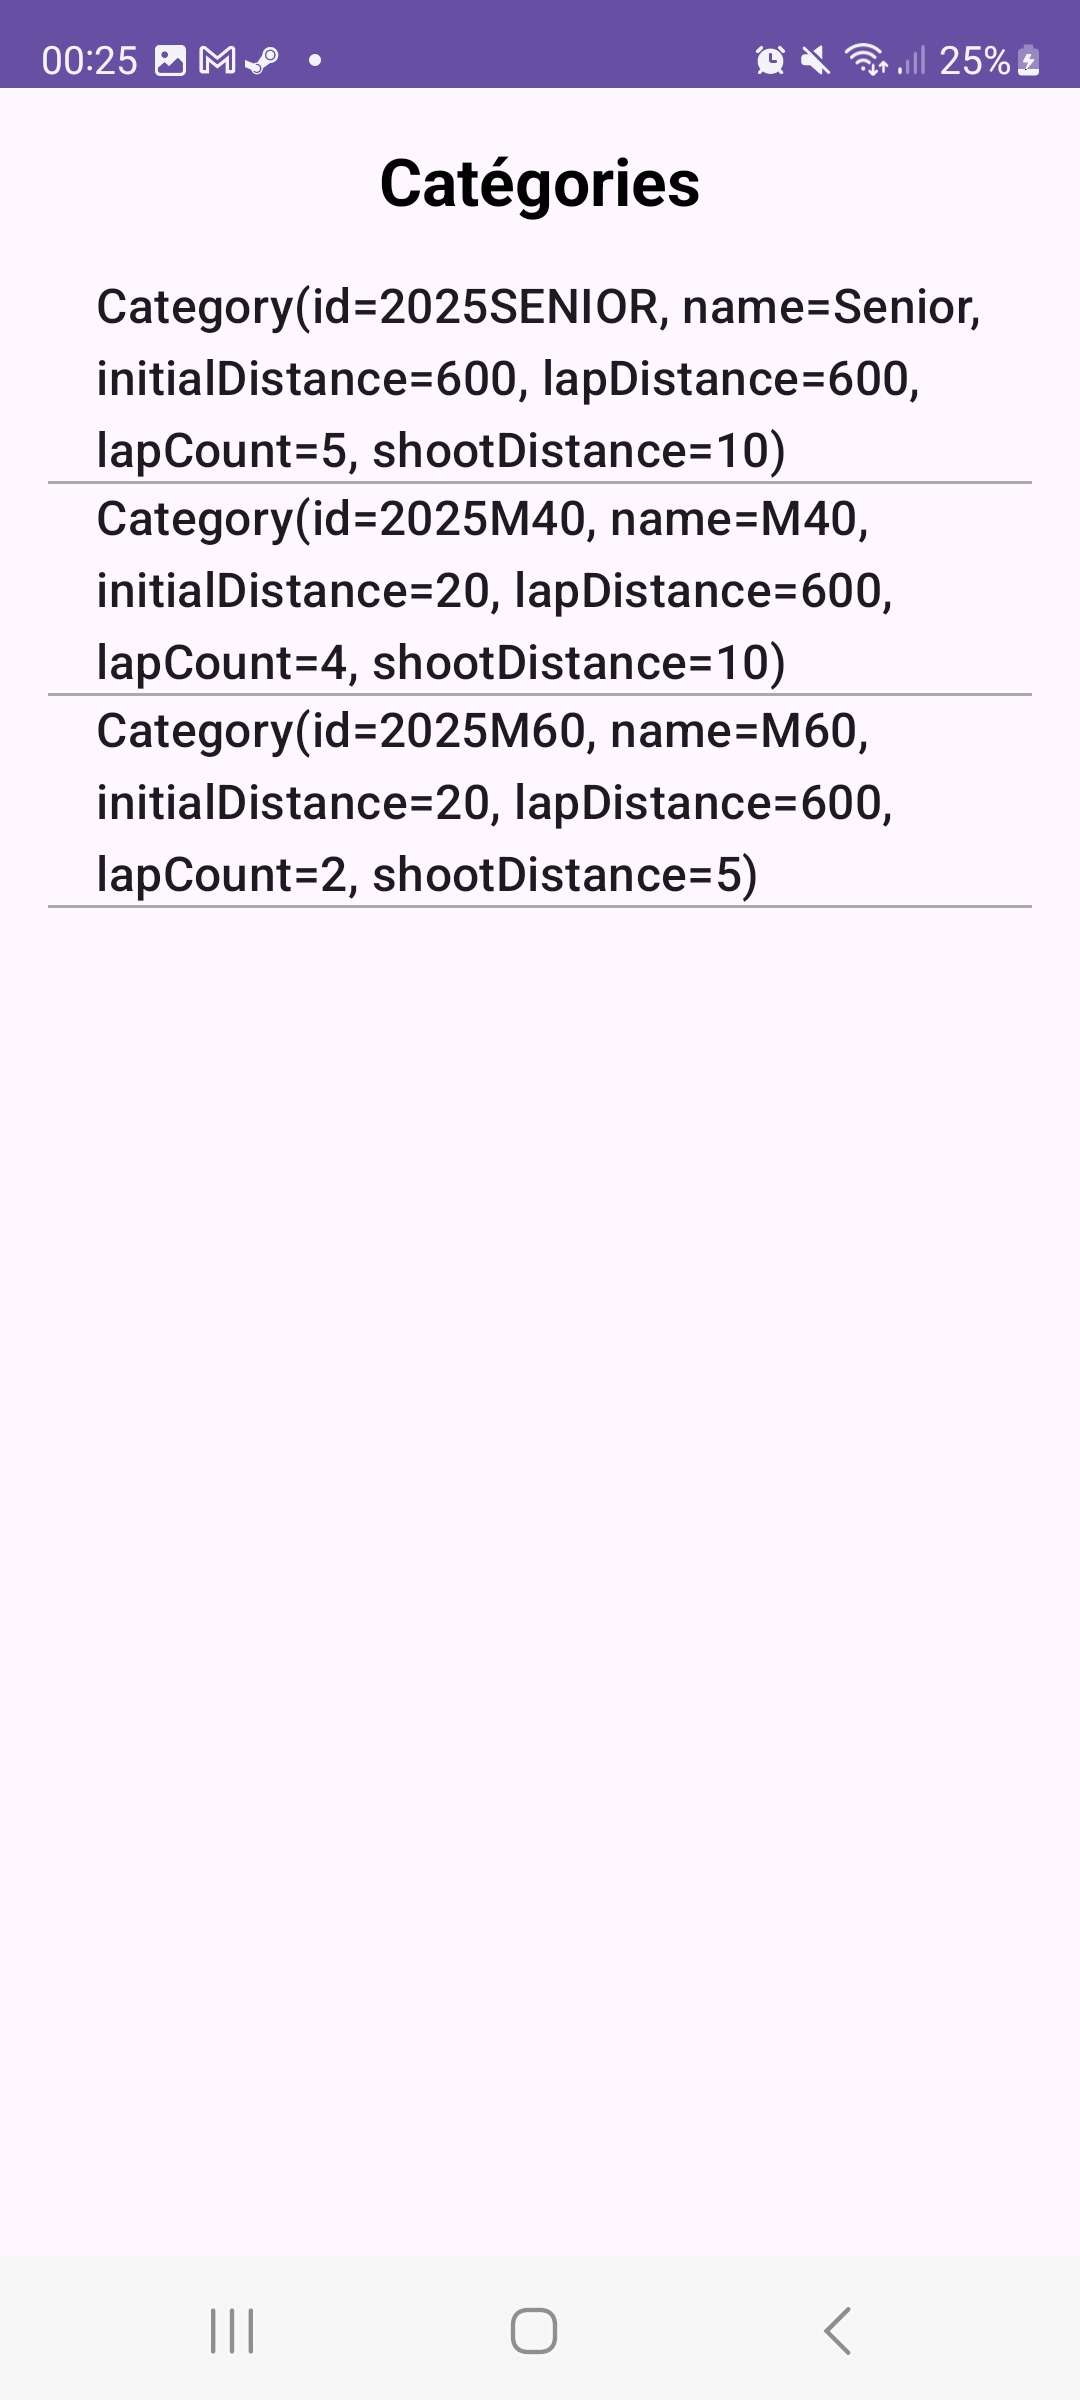 00:25 25%
Catégories
Category(id=2025SENIOR, name=Senior,
initialDistance=600, lapDistance=600,
lapCount=5, shootDistance=10)
Category(id=2025M40, name=M40,
initialDistance=20, lapDistance=600,
lapCount=4, shootDistance=10)
Category(id=2025M60, name=M60,
initialDistance=20, lapDistance=600,
lapCount=2, shootDistance=5)